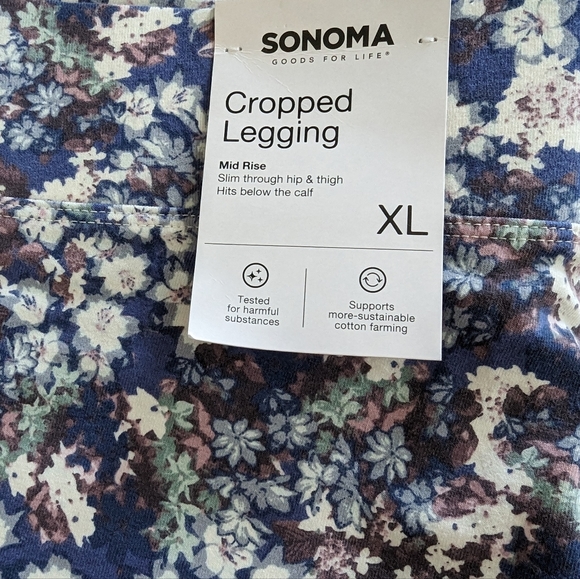 SONOMA
GOODS FOR LIFE®
Cropped
Legging
Mid Rise
Slim through hip & thigh
Hits below the calf
XL
Tested
for harmful
substances
Supports
more-sustainable
cotton farming